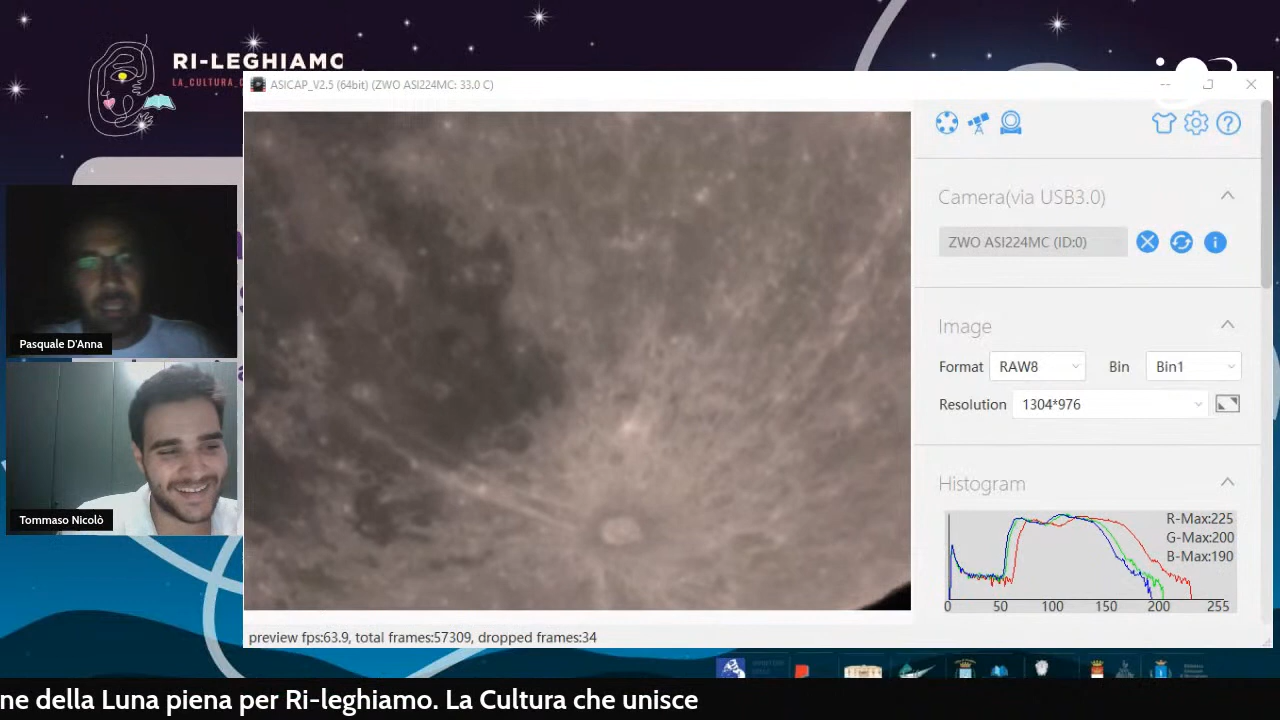 RI-LEGHIAMO
LA_CULTURA_
ASICAP_V2.5 (64bit) (ZWO ASI224MC: 33.0 C)
Camera(via USB3.0)
ZWO ASI224MC (ID:0)
Image
Format RAW8 Bin Bin1
Resolution 1304*976
Histogram
R-Max:225
G-Max:200
B-Max:190
0 50 100 150 200 255
Pasquale D'Anna
Tommaso Nicolò
preview fps:63.9, total frames:57309, dropped frames:34
ne della Luna piena per Ri-leghiamo. La Cultura che unisce